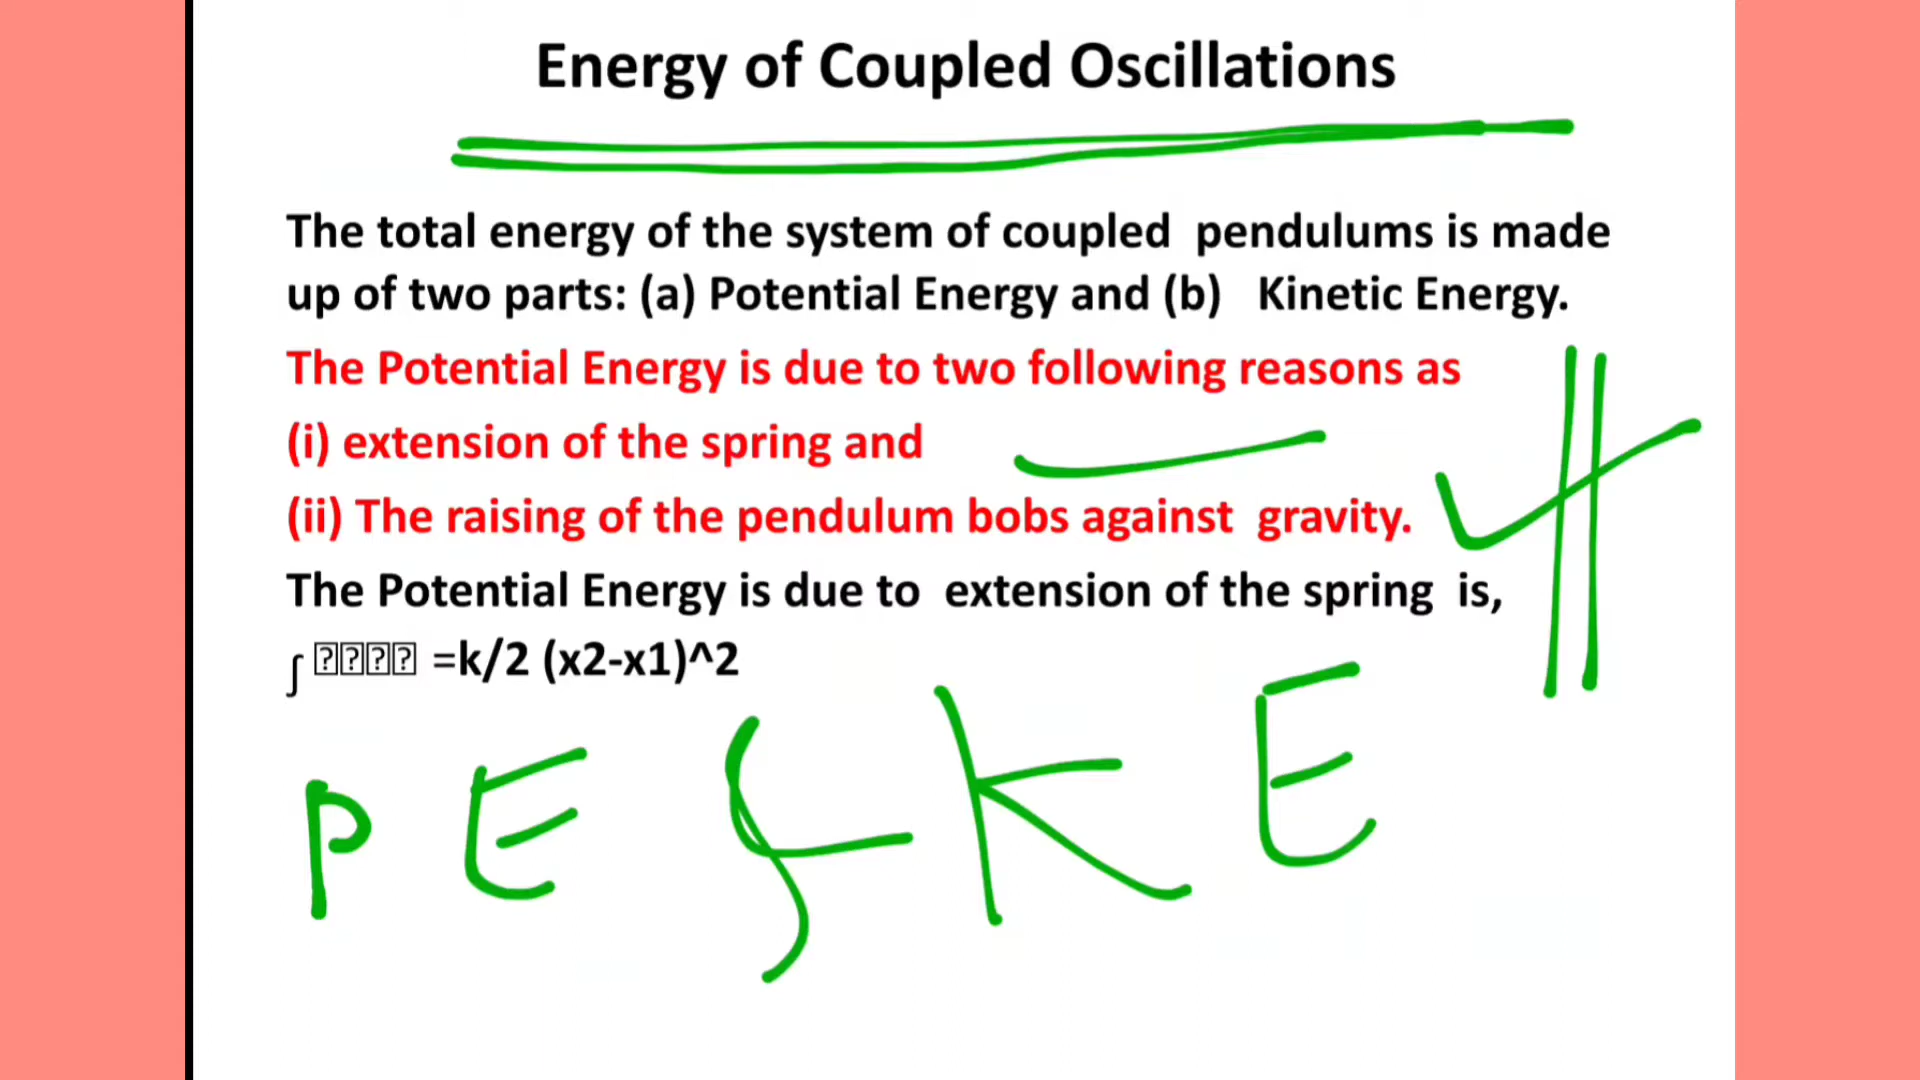 Energy of Coupled Oscillations
The total energy of the system of coupled pendulums is made
up of two parts: (a) Potential Energy and (b) Kinetic Energy.
The Potential Energy is due to two following reasons as
(i) extension of the spring and
(ii) The raising of the pendulum bobs against gravity.
The Potential Energy is due to extension of the spring is,
∫ =k/2 (x2-x1)^2
PE & KE